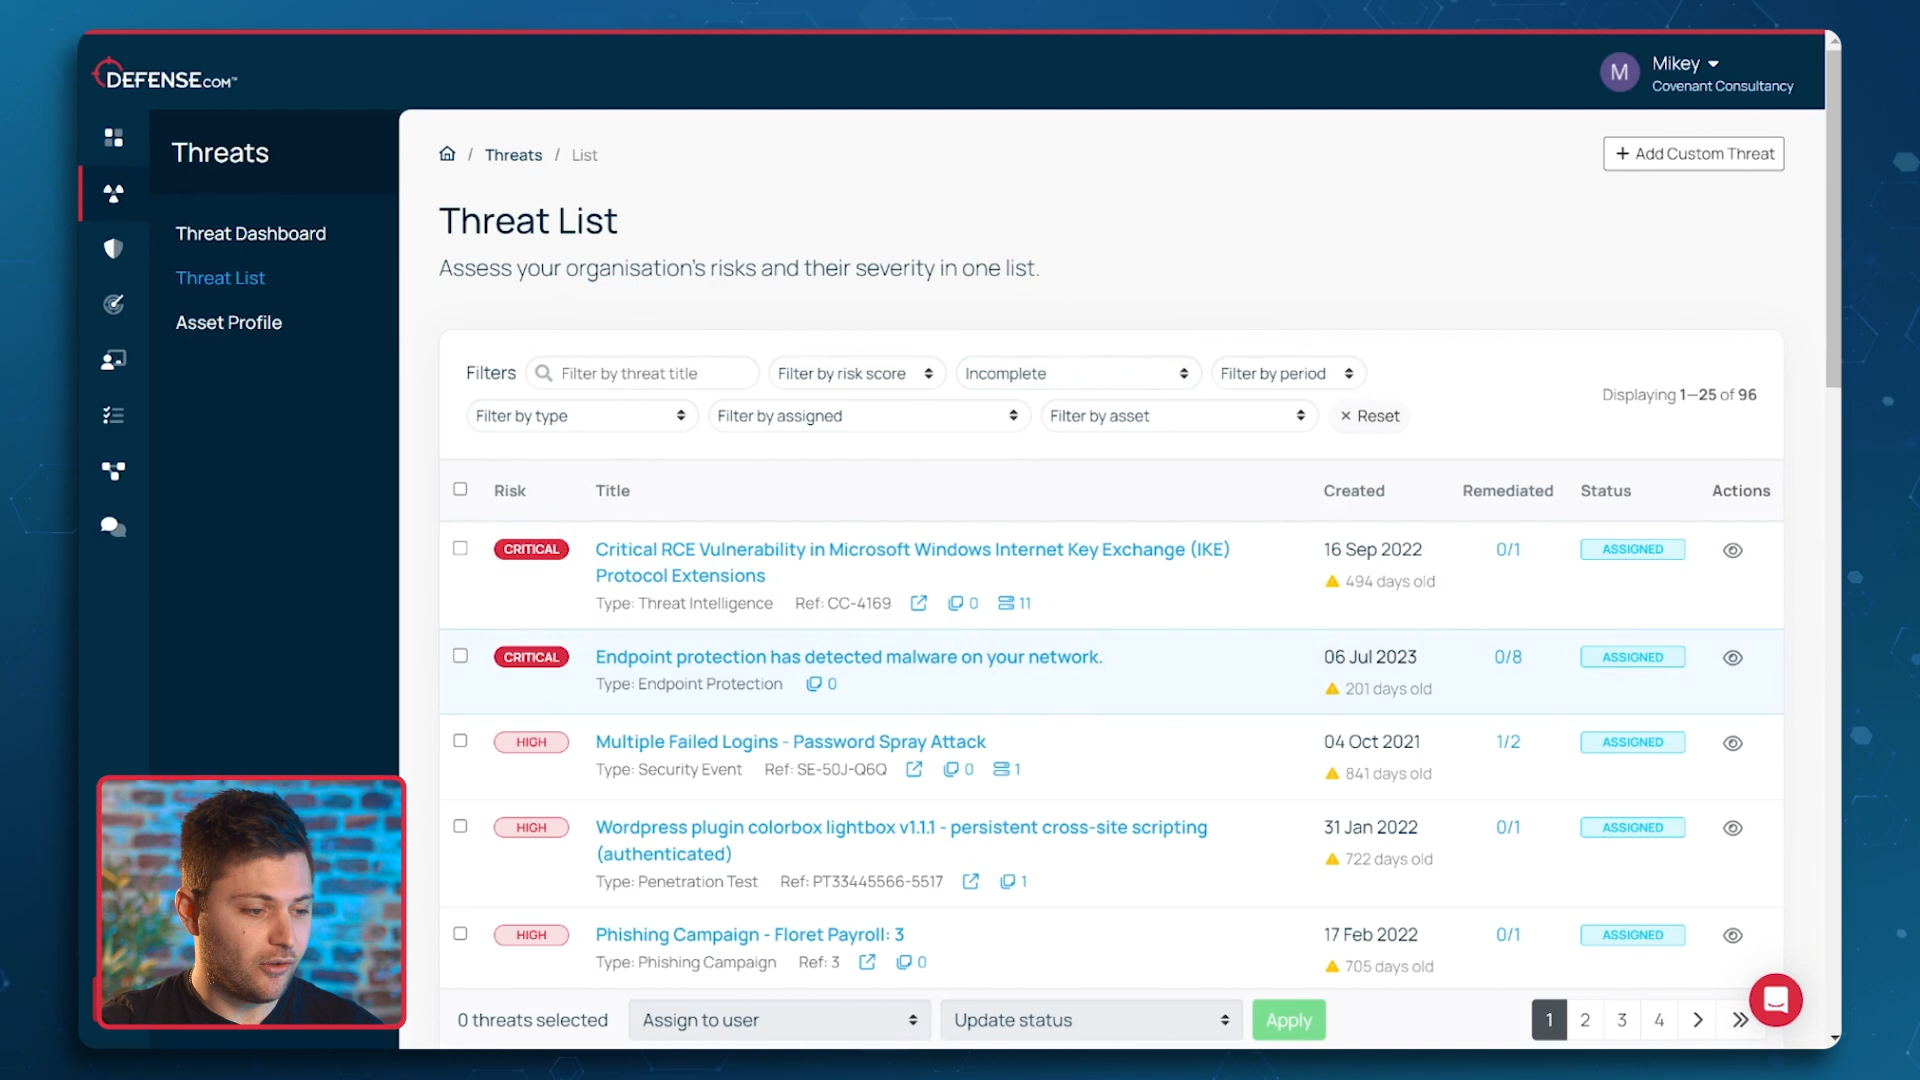 DEFENSE.COM™
M
Mikey
Covenant Consultancy
Threats
Threat Dashboard
Threat List
Asset Profile
/ Threats / List
+ Add Custom Threat
Threat List
Assess your organisation's risks and their severity in one list.
Filters
Filter by threat title
Filter by risk score
Incomplete
Filter by period
Displaying 1–25 of 96
Filter by type
Filter by assigned
Filter by asset
× Reset
Risk
Title
Created
Remediated
Status
Actions
CRITICAL
Critical RCE Vulnerability in Microsoft Windows Internet Key Exchange (IKE)
Protocol Extensions
Type: Threat Intelligence Ref: CC-4169 0 11
16 Sep 2022
494 days old
0/1
ASSIGNED
CRITICAL
Endpoint protection has detected malware on your network.
Type: Endpoint Protection 0
06 Jul 2023
201 days old
0/8
ASSIGNED
HIGH
Multiple Failed Logins - Password Spray Attack
Type: Security Event Ref: SE-50J-Q6Q 0 1
04 Oct 2021
841 days old
1/2
ASSIGNED
HIGH
Wordpress plugin colorbox lightbox v1.1.1 - persistent cross-site scripting
(authenticated)
Type: Penetration Test Ref: PT33445566-5517 1
31 Jan 2022
722 days old
0/1
ASSIGNED
HIGH
Phishing Campaign - Floret Payroll: 3
Type: Phishing Campaign Ref: 3 0
17 Feb 2022
705 days old
0/1
ASSIGNED
0 threats selected
Assign to user
Update status
Apply
1 2 3 4 > >>